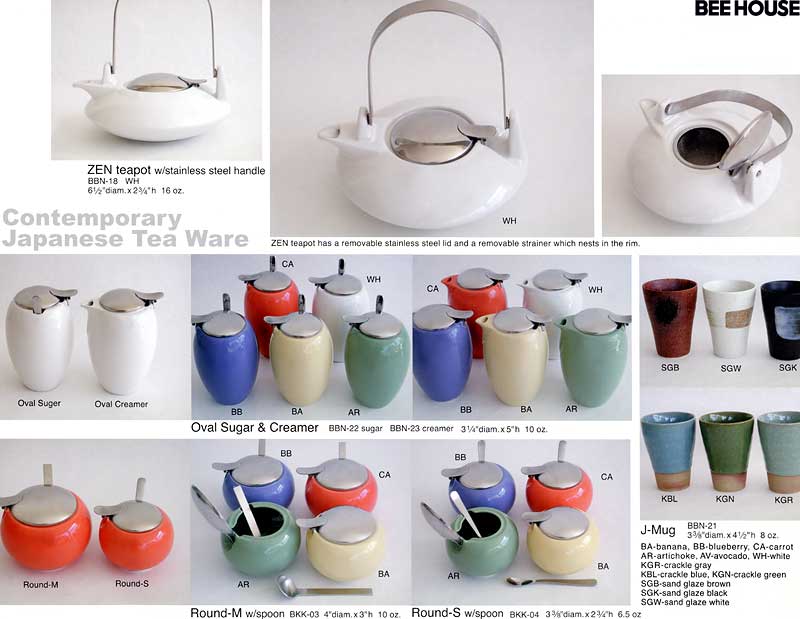 BEE HOUSE
ZEN teapot w/stainless steel handle
BBN-18 WH
6½"diam. x 2¾"h 16 oz.
WH
Contemporary
Japanese Tea Ware
ZEN teapot has a removable stainless steel lid and a removable strainer which nests in the rim.
Oval Suger
Oval Creamer
CA
WH
BB
BA
AR
CA
WH
BB
BA
AR
Oval Sugar & Creamer BBN-22 sugar BBN-23 creamer 3¼"diam. x 5"h 10 oz.
SGB
SGW
SGK
KBL
KGN
KGR
Round-M
Round-S
BB
CA
AR
BA
BB
CA
AR
BA
Round-M w/spoon BKK-03 4"diam. x 3"h 10 oz.
Round-S w/spoon BKK-04 3⅜"diam. x 2¾"h 6.5 oz
J-Mug BBN-21
3⅜"diam. x 4½"h 8 oz.
BA-banana, BB-blueberry, CA-carrot
AR-artichoke, AV-avocado, WH-white
KGR-crackle gray
KBL-crackle blue, KGN-crackle green
SGB-sand glaze brown
SGK-sand glaze black
SGW-sand glaze white